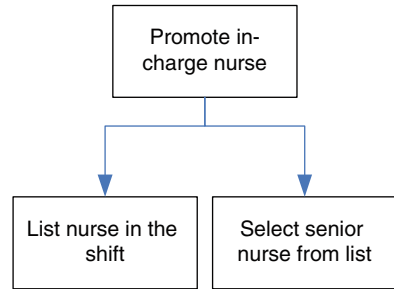 Promote in-
charge nurse
List nurse in the
shift
Select senior
nurse from list